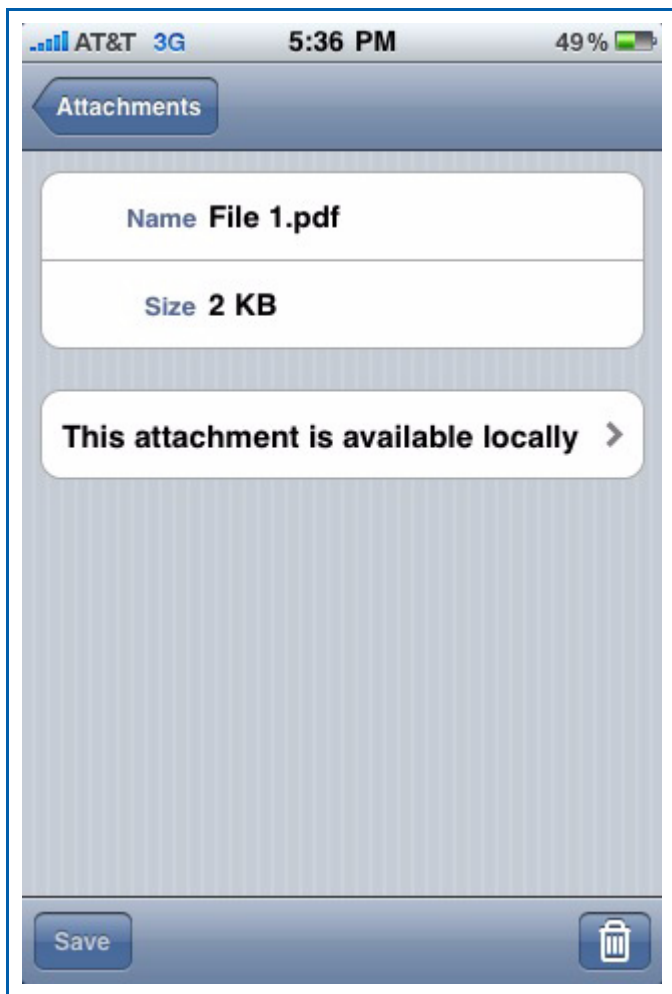 AT&T 3G 5:36 PM 49%
Attachments
Name File 1.pdf
Size 2 KB
This attachment is available locally
Save